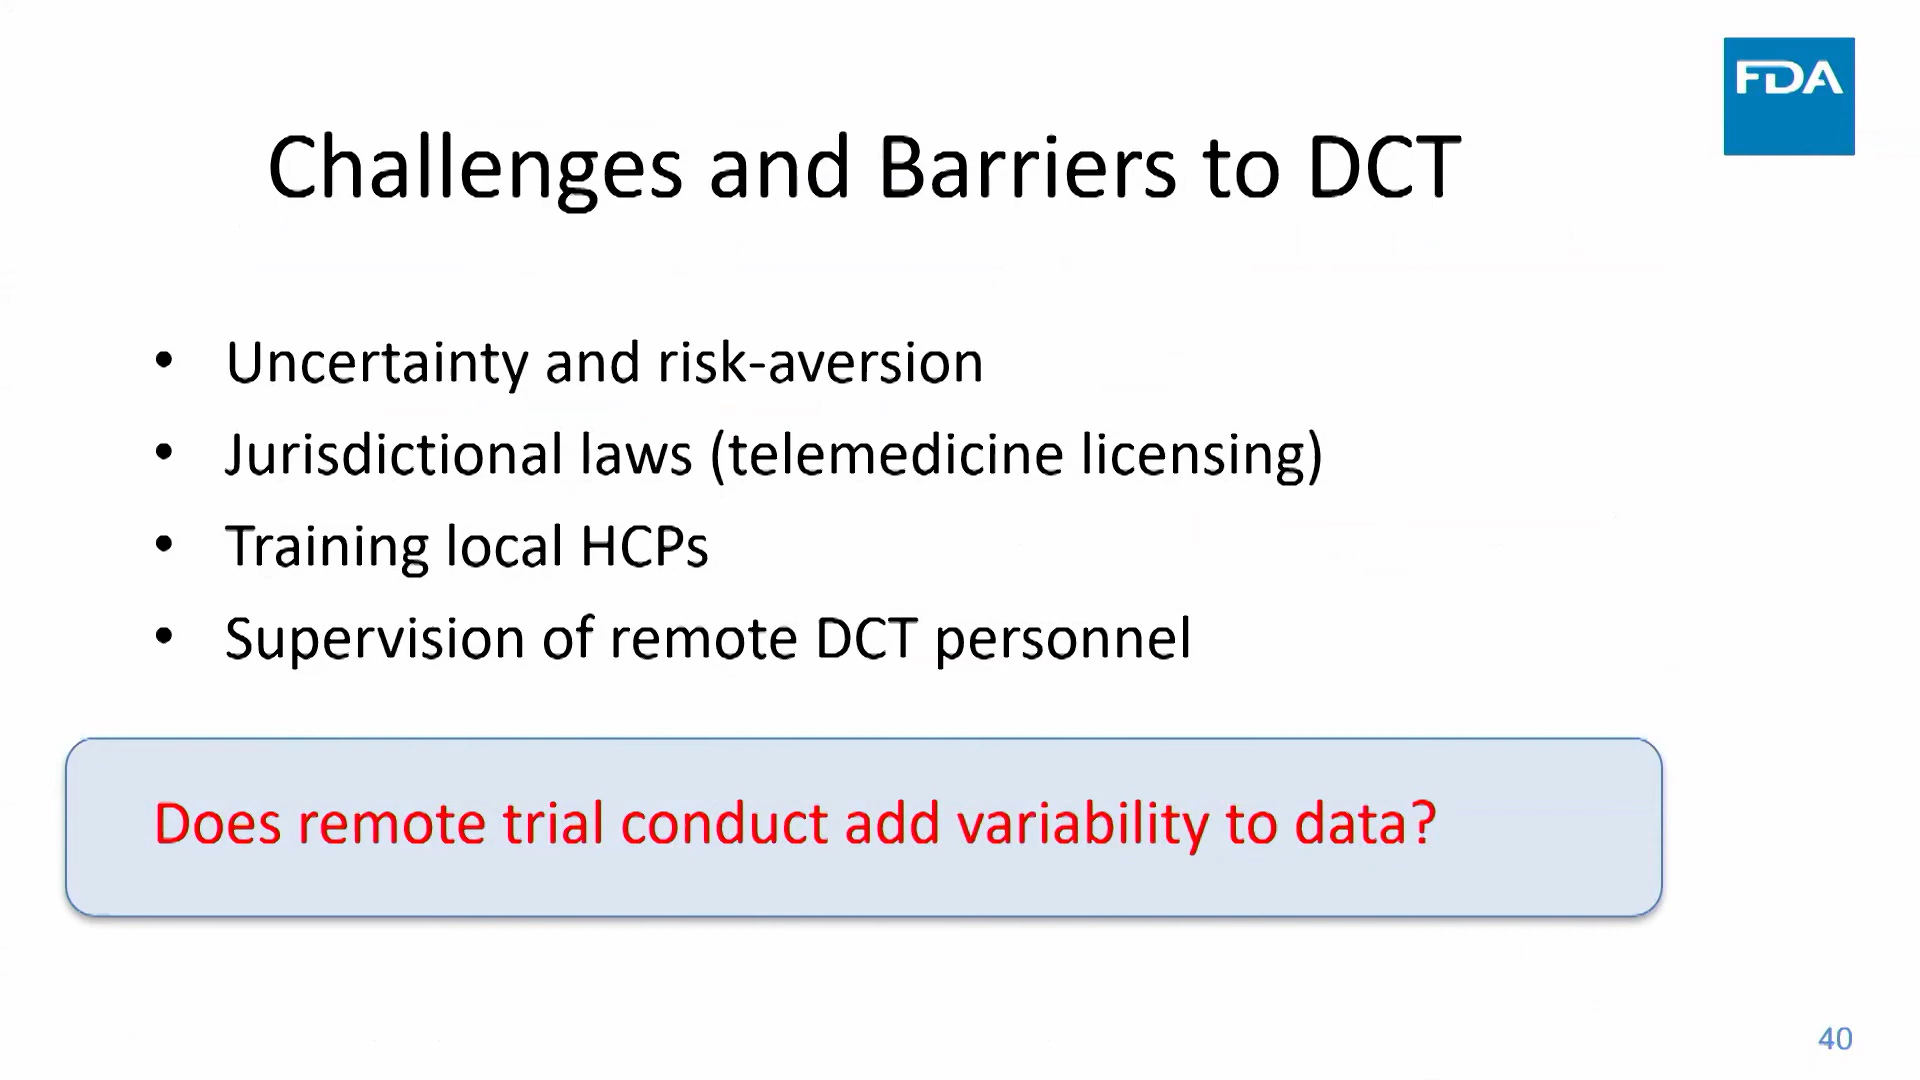 FDA
Challenges and Barriers to DCT
• Uncertainty and risk-aversion
• Jurisdictional laws (telemedicine licensing)
• Training local HCPs
• Supervision of remote DCT personnel
Does remote trial conduct add variability to data?
40